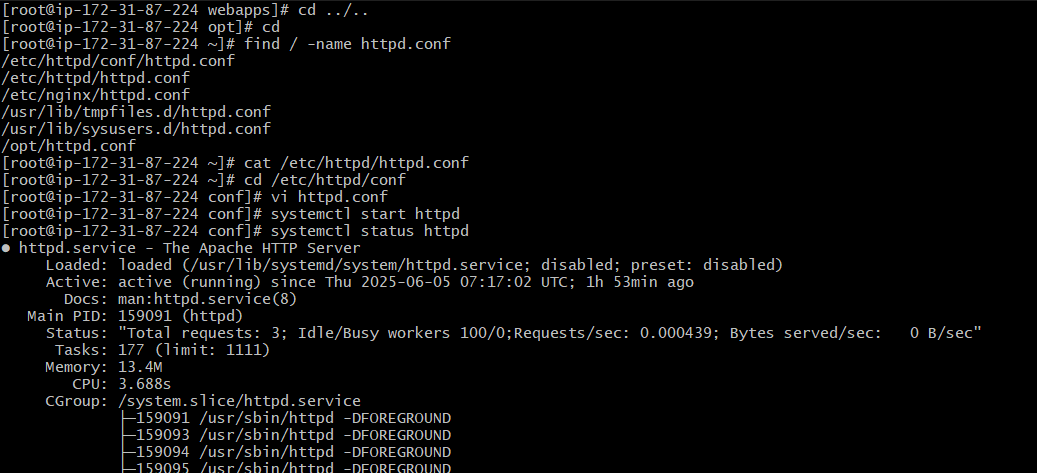 [root@ip-172-31-87-224 webapps]# cd ../..
[root@ip-172-31-87-224 opt]# cd
[root@ip-172-31-87-224 ~]# find / -name httpd.conf
/etc/httpd/conf/httpd.conf
/etc/httpd/httpd.conf
/etc/nginx/httpd.conf
/usr/lib/tmpfiles.d/httpd.conf
/usr/lib/sysusers.d/httpd.conf
/opt/httpd.conf
[root@ip-172-31-87-224 ~]# cat /etc/httpd/httpd.conf
[root@ip-172-31-87-224 ~]# cd /etc/httpd/conf
[root@ip-172-31-87-224 conf]# vi httpd.conf
[root@ip-172-31-87-224 conf]# systemctl start httpd
[root@ip-172-31-87-224 conf]# systemctl status httpd
● httpd.service - The Apache HTTP Server
     Loaded: loaded (/usr/lib/systemd/system/httpd.service; disabled; preset: disabled)
     Active: active (running) since Thu 2025-06-05 07:17:02 UTC; 1h 53min ago
       Docs: man:httpd.service(8)
   Main PID: 159091 (httpd)
     Status: "Total requests: 3; Idle/Busy workers 100/0;Requests/sec: 0.000439; Bytes served/sec:   0 B/sec"
      Tasks: 177 (limit: 1111)
     Memory: 13.4M
        CPU: 3.688s
     CGroup: /system.slice/httpd.service
             ├─159091 /usr/sbin/httpd -DFOREGROUND
             ├─159093 /usr/sbin/httpd -DFOREGROUND
             ├─159094 /usr/sbin/httpd -DFOREGROUND
             ├─159095 /usr/sbin/httpd -DFOREGROUND